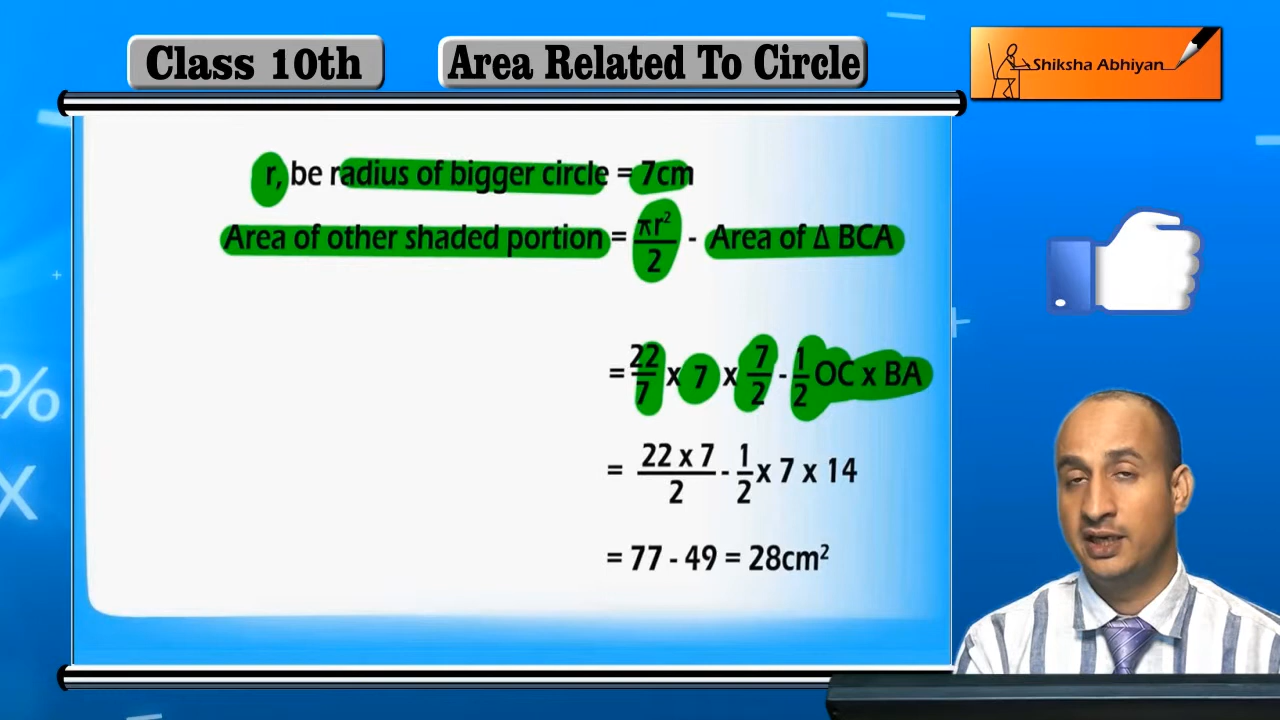 Class 10th
Area Related To Circle
Shiksha Abhiyan
r, be radius of bigger circle = 7cm
Area of other shaded portion = πr²/2 - Area of Δ BCA
= 22/7 x 7 x 7/2 - 1/2 OC x BA
= 22 x 7/2 - 1/2 x 7 x 14
= 77 - 49 = 28cm²
%
X